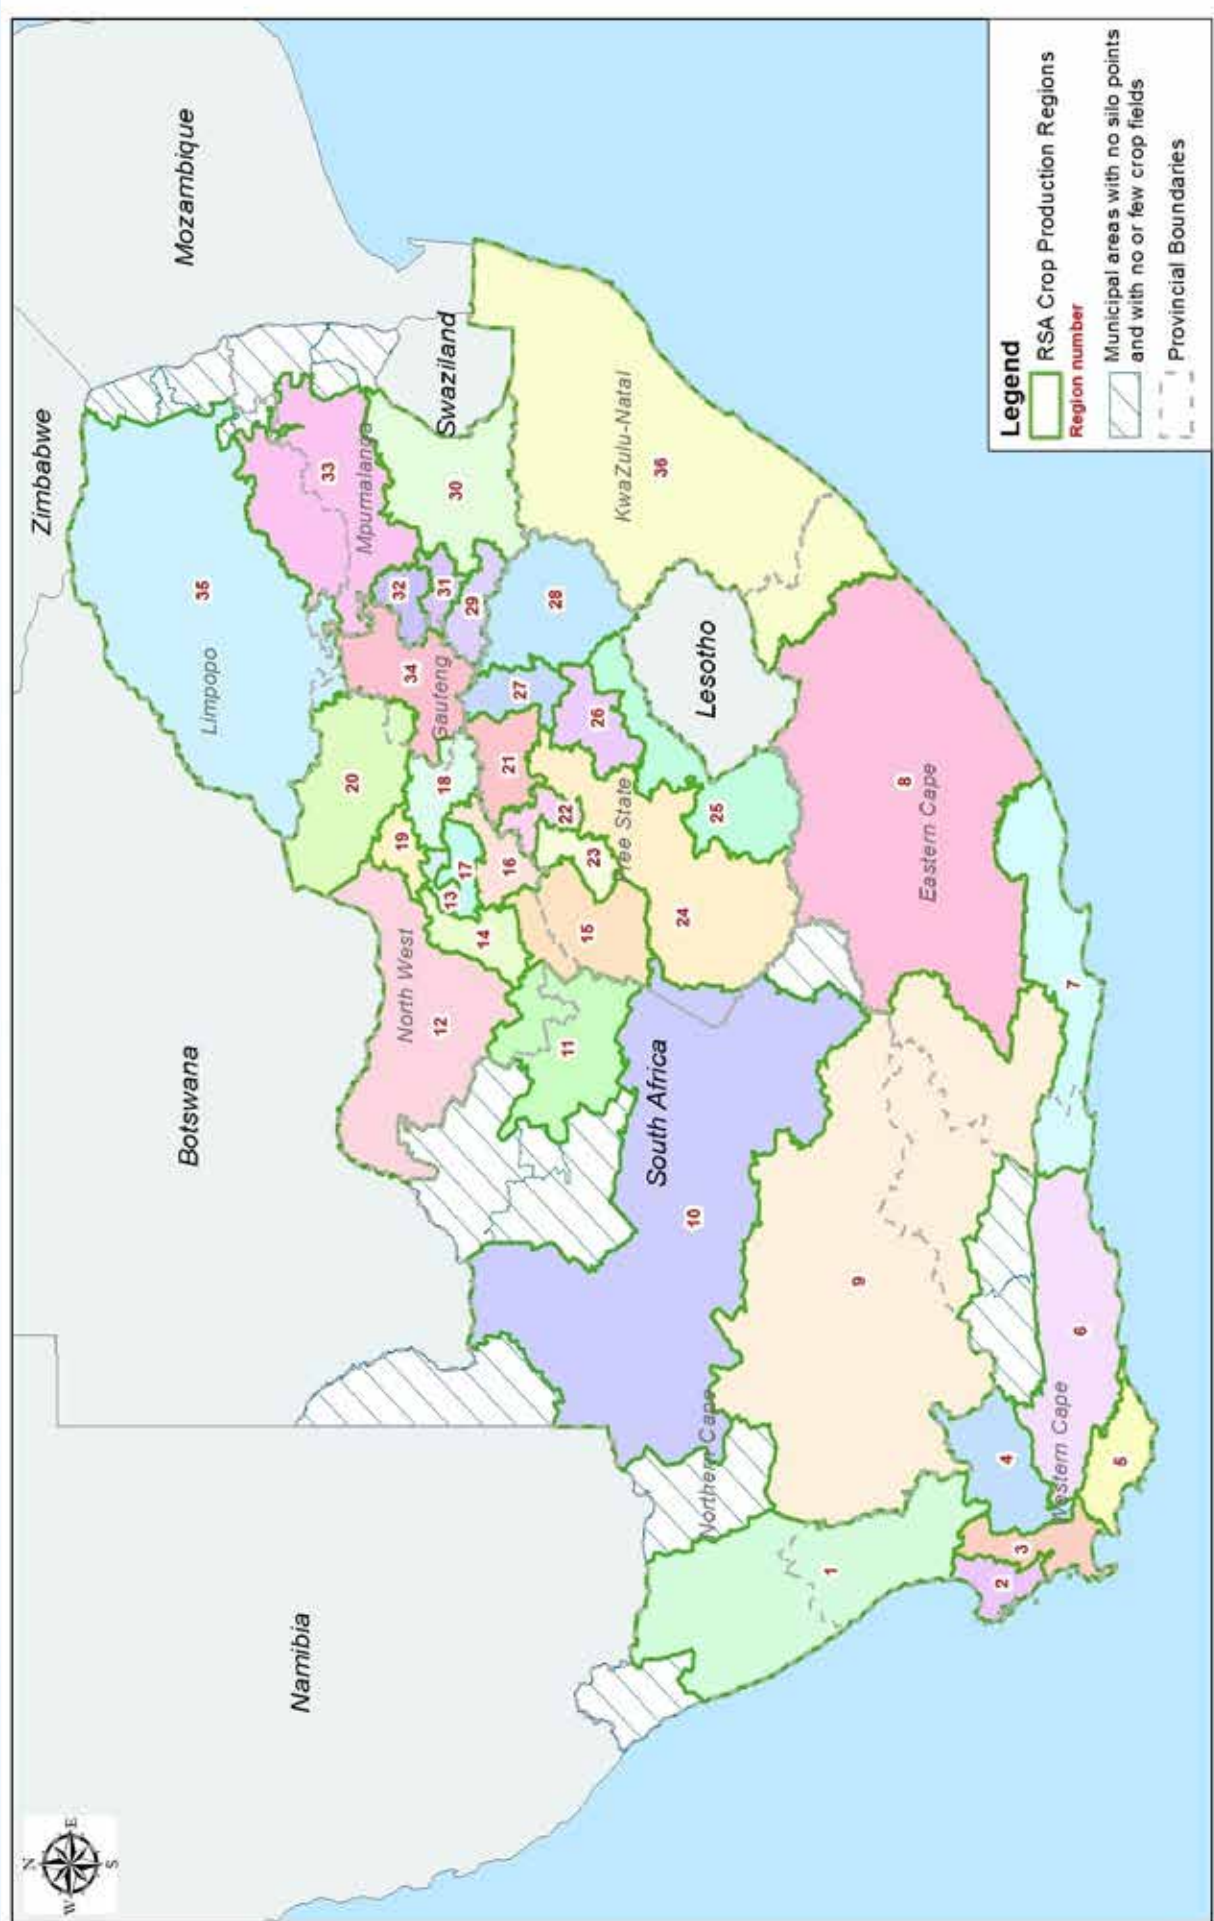 N
W
E
S
Zimbabwe
Mozambique
Botswana
Namibia
Swaziland
Lesotho
South Africa
Limpopo
Mpumalanga
North West
Gauteng
Free State
KwaZulu-Natal
Northern Cape
Eastern Cape
Western Cape
1
2
3
4
5
6
7
8
9
10
11
12
13
14
15
16
17
18
19
20
21
22
23
24
25
26
27
28
29
30
31
32
33
34
35
36
Legend
RSA Crop Production Regions
Region number
Municipal areas with no silo points
and with no or few crop fields
Provincial Boundaries